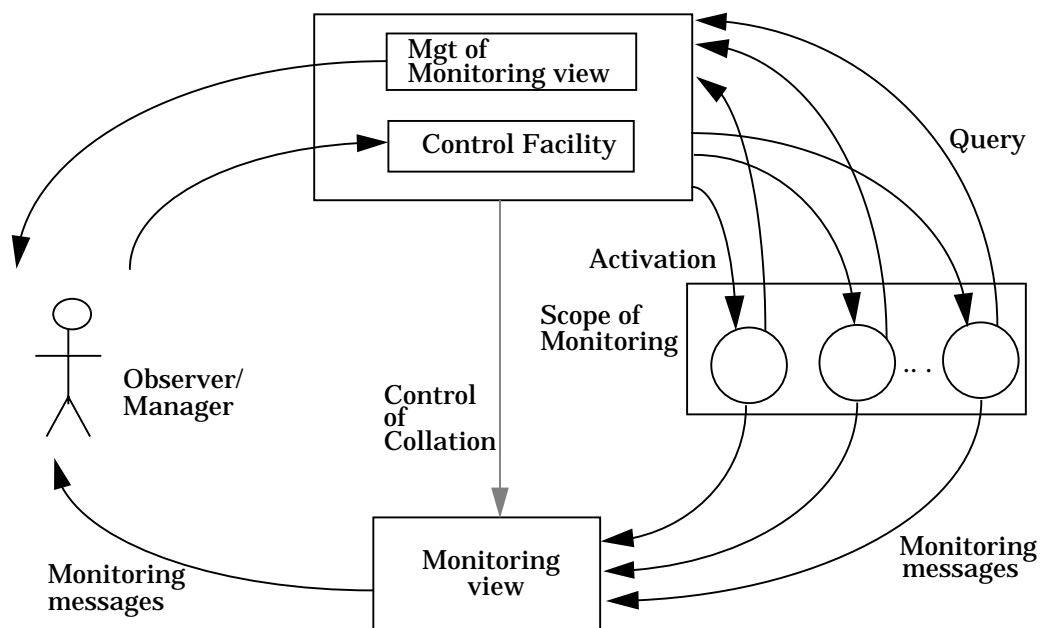 Mgt of
Monitoring view
Control Facility
Query
Activation
Scope of
Monitoring
.. .
Observer/
Manager
Control
of
Collation
Monitoring
view
Monitoring
messages
Monitoring
messages